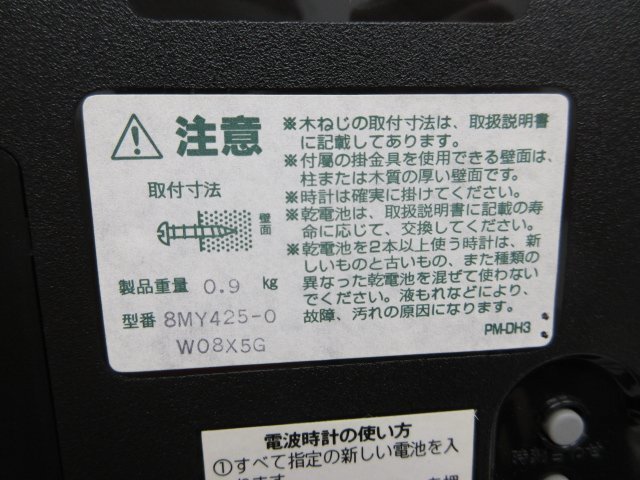 注意
取付寸法
壁面
製品重量 0.9 kg
型番 8MY425-0
W08X5G
※木ねじの取付寸法は、取扱説明書
に記載してあります。
※付属の掛金具を使用できる壁面は、
柱または木質の厚い壁面です。
※時計は確実に掛けてください。
※乾電池は、取扱説明書に記載の寿
命に応じて、交換してください。
※乾電池を2本以上使う時計は、新
しいものと古いもの、また種類の
異なった乾電池を混ぜて使わない
でください。液もれなどにより、
故障、汚れの原因になります。
PM-DH3
電波時計の使い方
①すべて指定の新しい電池を入